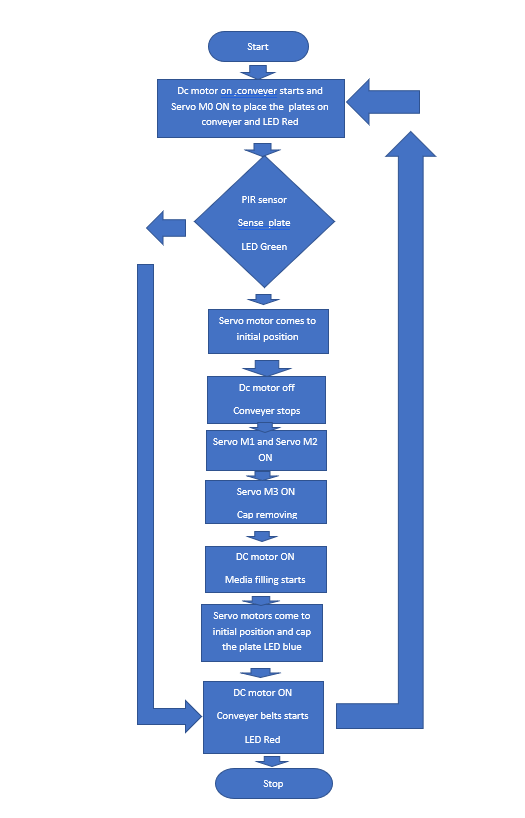 Start
Dc motor on ,conveyer starts and
Servo M0 ON to place the plates on
conveyer and LED Red
PIR sensor
Sense plate
LED Green
Servo motor comes to
initial position
Dc motor off
Conveyer stops
Servo M1 and Servo M2
ON
Servo M3 ON
Cap removing
DC motor ON
Media filling starts
Servo motors come to
initial position and cap
the plate LED blue
DC motor ON
Conveyer belts starts
LED Red
Stop